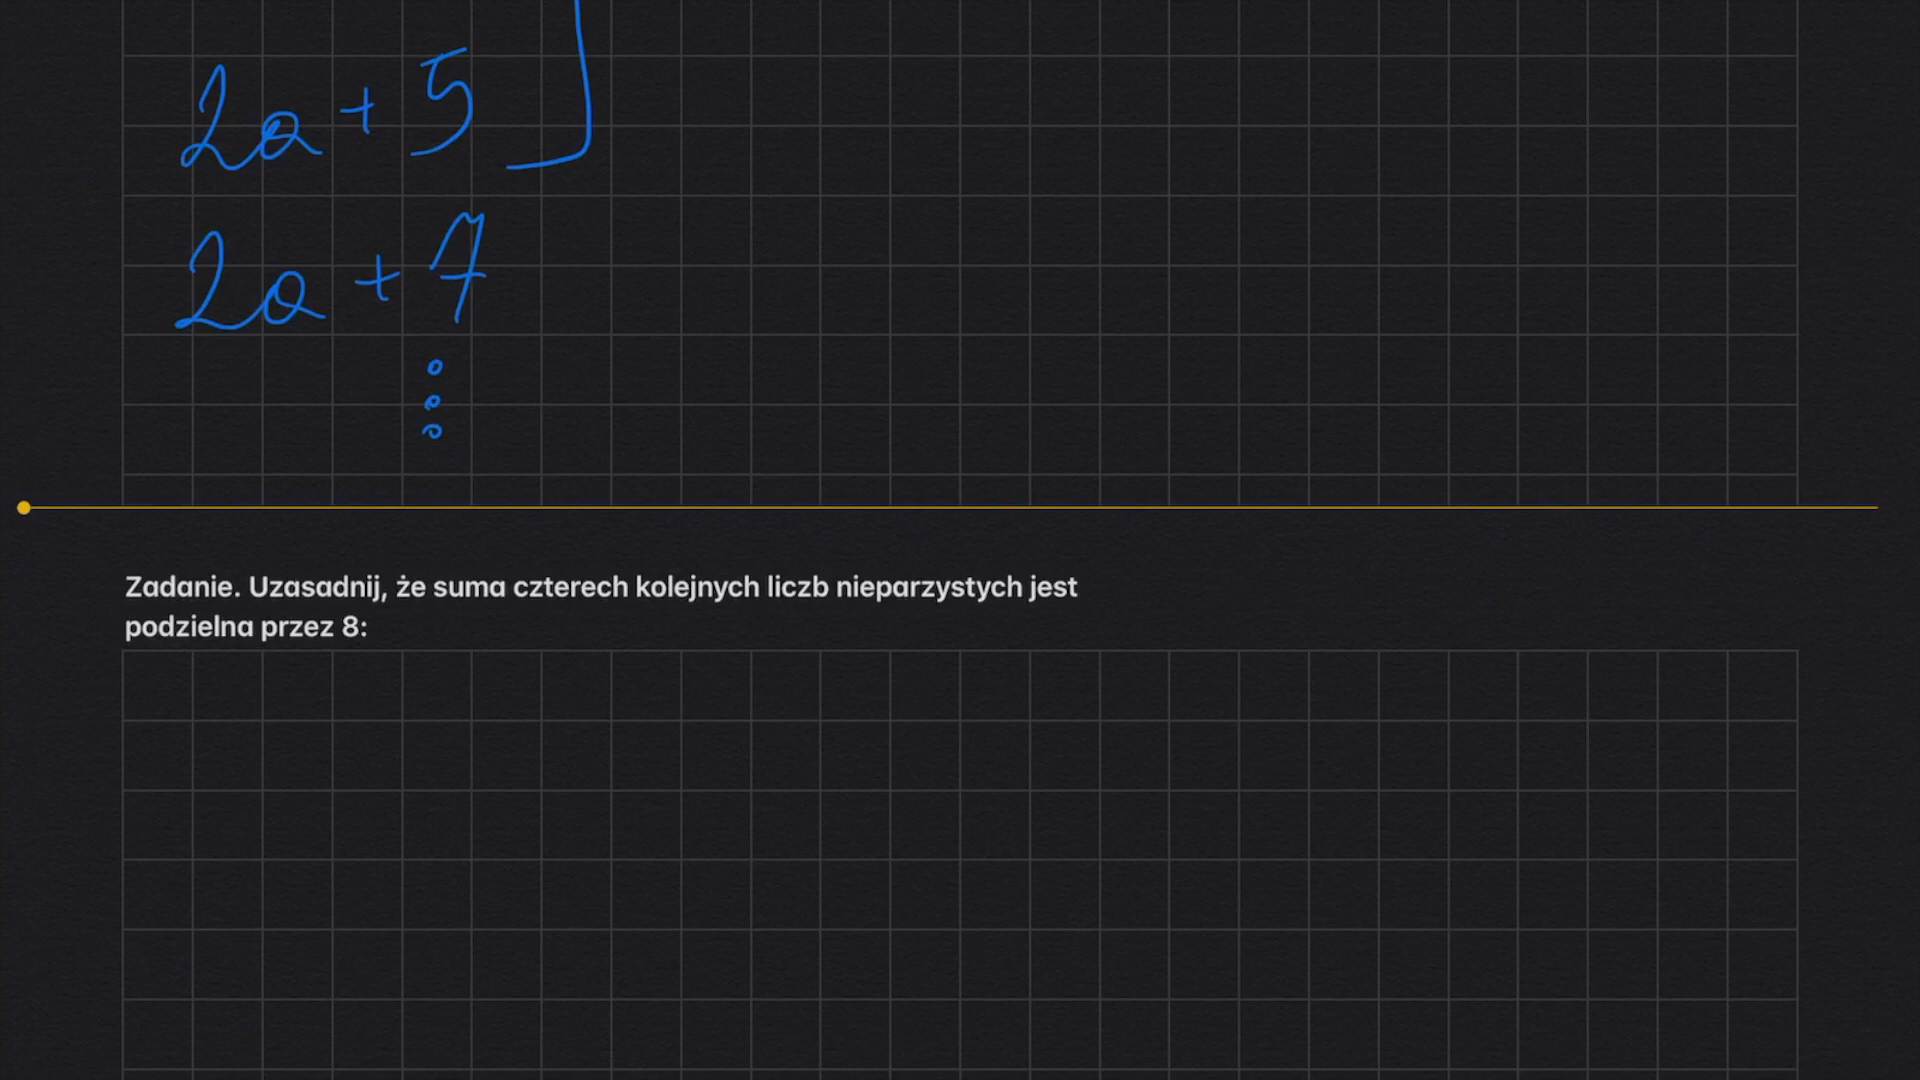 2a + 5
2a + 7
Zadanie. Uzasadnij, że suma czterech kolejnych liczb nieparzystych jest
podzielna przez 8: